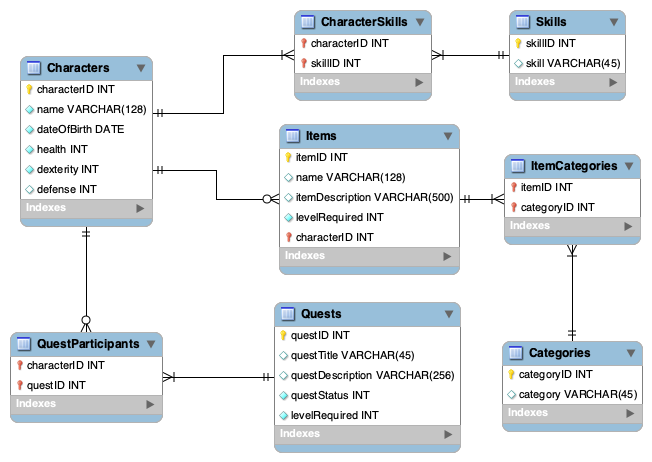 CharacterSkills
characterID INT
skillID INT
Indexes
Skills
skillID INT
skill VARCHAR(45)
Indexes
Characters
characterID INT
name VARCHAR(128)
dateOfBirth DATE
health INT
dexterity INT
defense INT
Indexes
Items
itemID INT
name VARCHAR(128)
itemDescription VARCHAR(500)
levelRequired INT
characterID INT
Indexes
ItemCategories
itemID INT
categoryID INT
Indexes
QuestParticipants
characterID INT
questID INT
Indexes
Quests
questID INT
questTitle VARCHAR(45)
questDescription VARCHAR(256)
questStatus INT
levelRequired INT
Indexes
Categories
categoryID INT
category VARCHAR(45)
Indexes